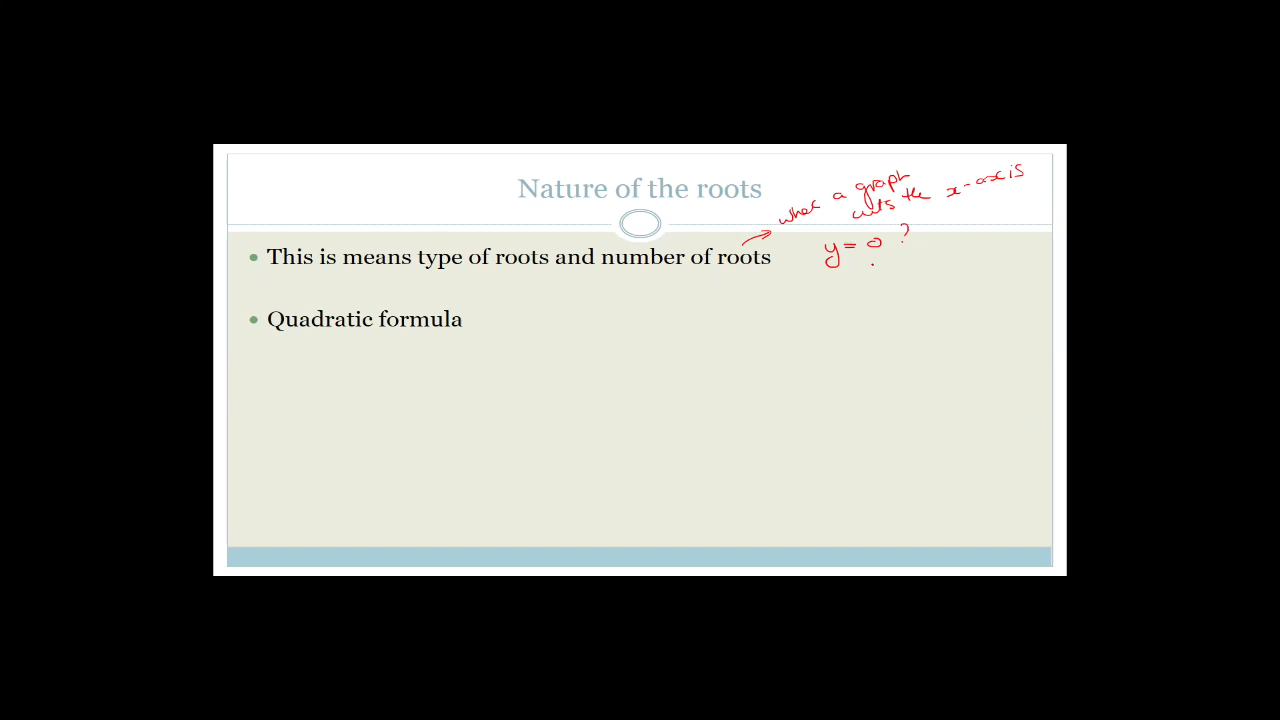 Nature of the roots
when a graph
cuts the x-axis
y = 0 ?
This is means type of roots and number of roots
Quadratic formula